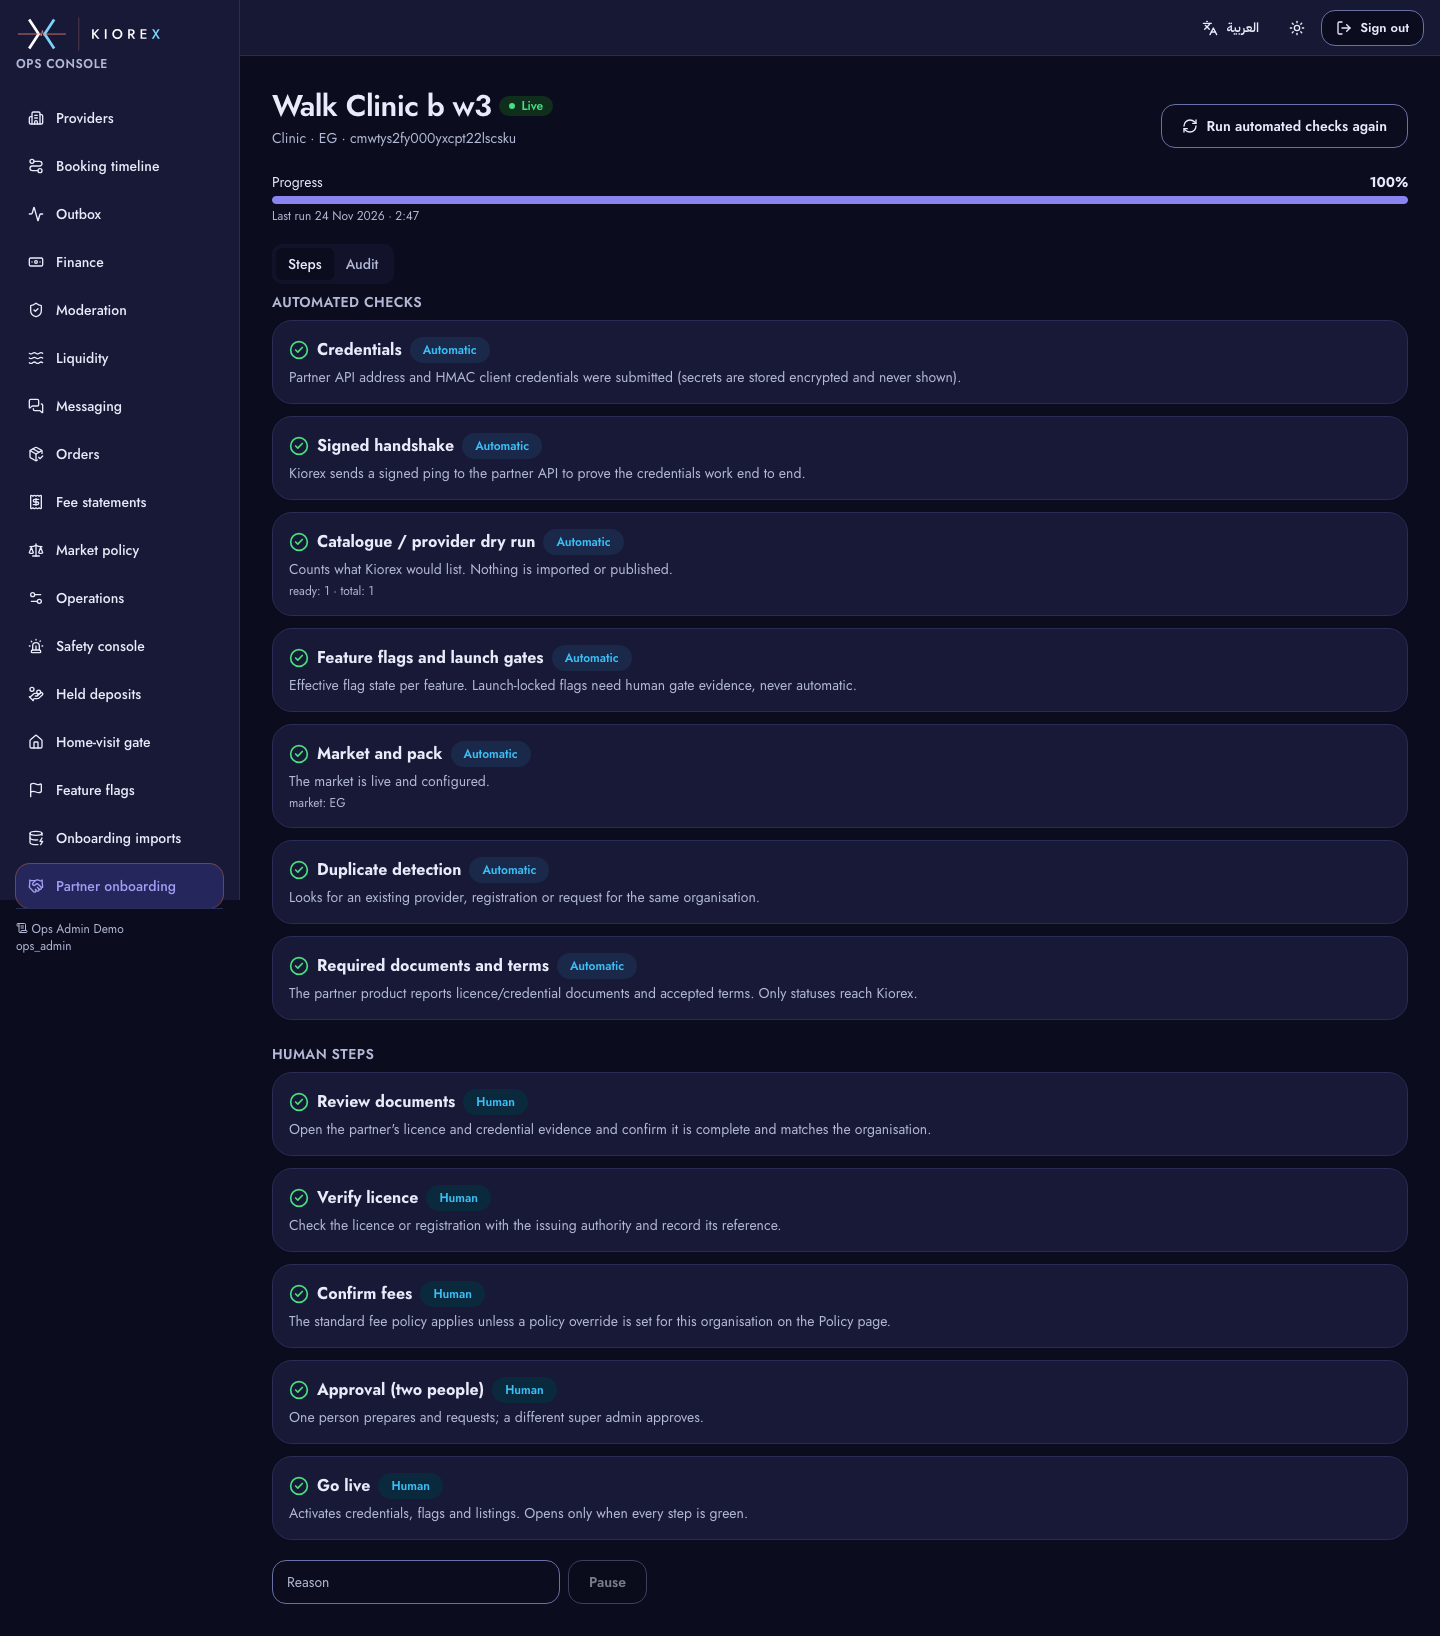 KIOREX
OPS CONSOLE
Providers
Booking timeline
Outbox
Finance
Moderation
Liquidity
Messaging
Orders
Fee statements
Market policy
Operations
Safety console
Held deposits
Home-visit gate
Feature flags
Onboarding imports
Partner onboarding
Ops Admin Demo
ops_admin
العربية
Sign out
Walk Clinic b w3
Live
Clinic · EG · cmwtys2fy000yxcpt22lscsku
Run automated checks again
Progress
100%
Last run 24 Nov 2026 · 2:47
Steps
Audit
AUTOMATED CHECKS
Credentials
Automatic
Partner API address and HMAC client credentials were submitted (secrets are stored encrypted and never shown).
Signed handshake
Automatic
Kiorex sends a signed ping to the partner API to prove the credentials work end to end.
Catalogue / provider dry run
Automatic
Counts what Kiorex would list. Nothing is imported or published.
ready: 1 · total: 1
Feature flags and launch gates
Automatic
Effective flag state per feature. Launch-locked flags need human gate evidence, never automatic.
Market and pack
Automatic
The market is live and configured.
market: EG
Duplicate detection
Automatic
Looks for an existing provider, registration or request for the same organisation.
Required documents and terms
Automatic
The partner product reports licence/credential documents and accepted terms. Only statuses reach Kiorex.
HUMAN STEPS
Review documents
Human
Open the partner's licence and credential evidence and confirm it is complete and matches the organisation.
Verify licence
Human
Check the licence or registration with the issuing authority and record its reference.
Confirm fees
Human
The standard fee policy applies unless a policy override is set for this organisation on the Policy page.
Approval (two people)
Human
One person prepares and requests; a different super admin approves.
Go live
Human
Activates credentials, flags and listings. Opens only when every step is green.
Reason
Pause